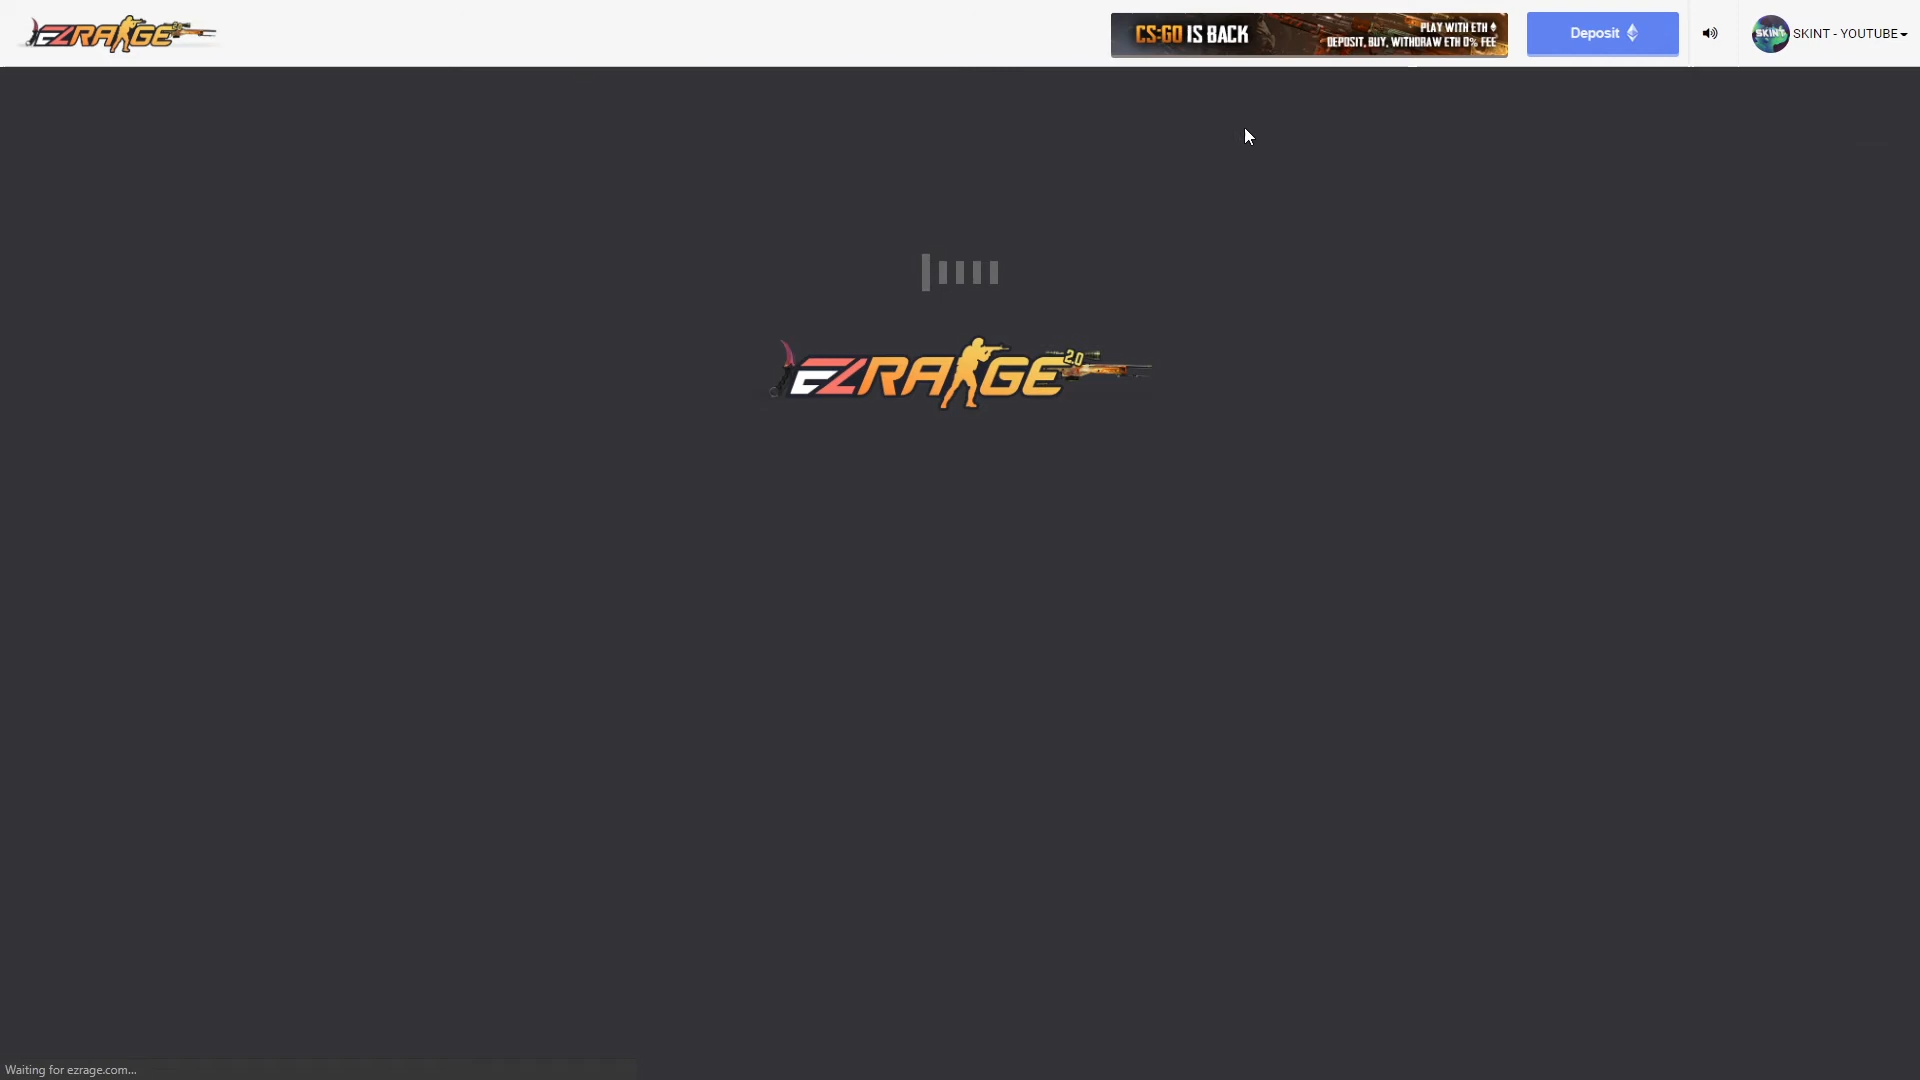 EZRAGE
CS:GO IS BACK
PLAY WITH ETH
DEPOSIT, BUY, WITHDRAW ETH 0% FEE
Deposit
SKINT
SKINT - YOUTUBE
EZRAGE 2.0
Waiting for ezrage.com...